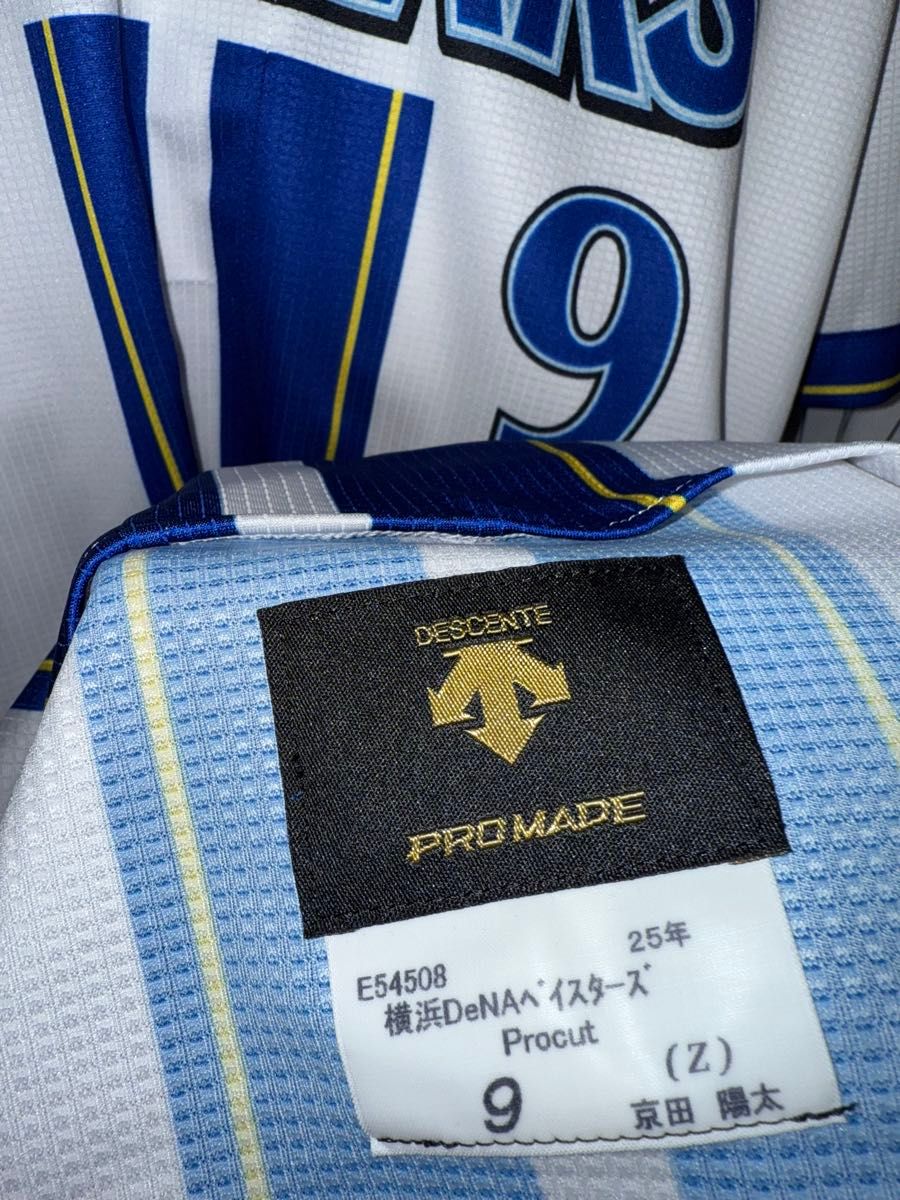 9
DESCENTE
PRO MADE
25年
E54508
横浜DeNAﾍﾞｲｽﾀｰｽﾞ
Procut
(Z)
9 京田 陽太